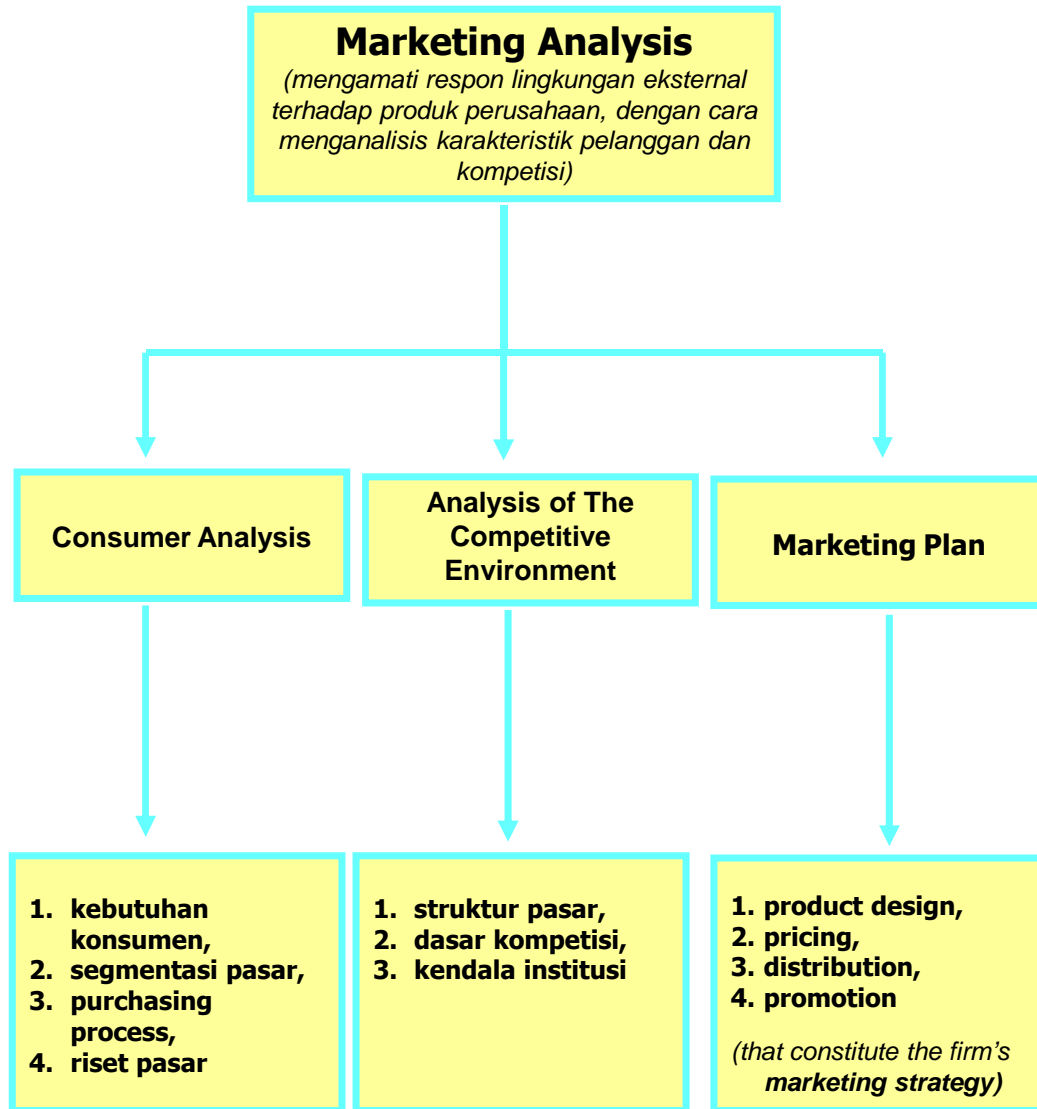 Marketing Analysis
(mengamati respon lingkungan eksternal
terhadap produk perusahaan, dengan cara
menganalisis karakteristik pelanggan dan
kompetisi)
Consumer Analysis
Analysis of The
Competitive
Environment
Marketing Plan
1. kebutuhan
konsumen,
2. segmentasi pasar,
3. purchasing
process,
4. riset pasar
1. struktur pasar,
2. dasar kompetisi,
3. kendala institusi
1. product design,
2. pricing,
3. distribution,
4. promotion
(that constitute the firm's
marketing strategy)